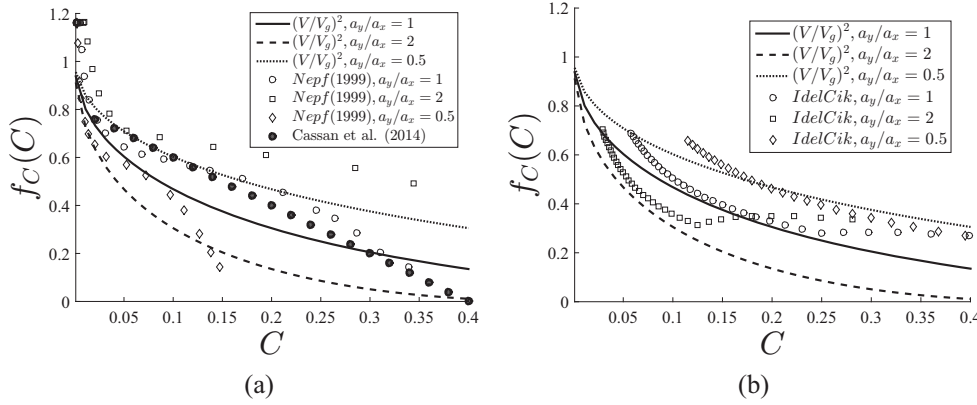 1.2
1
0.8
0.6
0.4
0.2
0
f_C(C)
0.05 0.1 0.15 0.2 0.25 0.3 0.35 0.4
C
(V/V_g)^2, a_y/a_x = 1
(V/V_g)^2, a_y/a_x = 2
(V/V_g)^2, a_y/a_x = 0.5
Nepf(1999), a_y/a_x = 1
Nepf(1999), a_y/a_x = 2
Nepf(1999), a_y/a_x = 0.5
Cassan et al. (2014)
(a)
1.2
1
0.8
0.6
0.4
0.2
0
f_C(C)
0.05 0.1 0.15 0.2 0.25 0.3 0.35 0.4
C
(V/V_g)^2, a_y/a_x = 1
(V/V_g)^2, a_y/a_x = 2
(V/V_g)^2, a_y/a_x = 0.5
IdelCik, a_y/a_x = 1
IdelCik, a_y/a_x = 2
IdelCik, a_y/a_x = 0.5
(b)